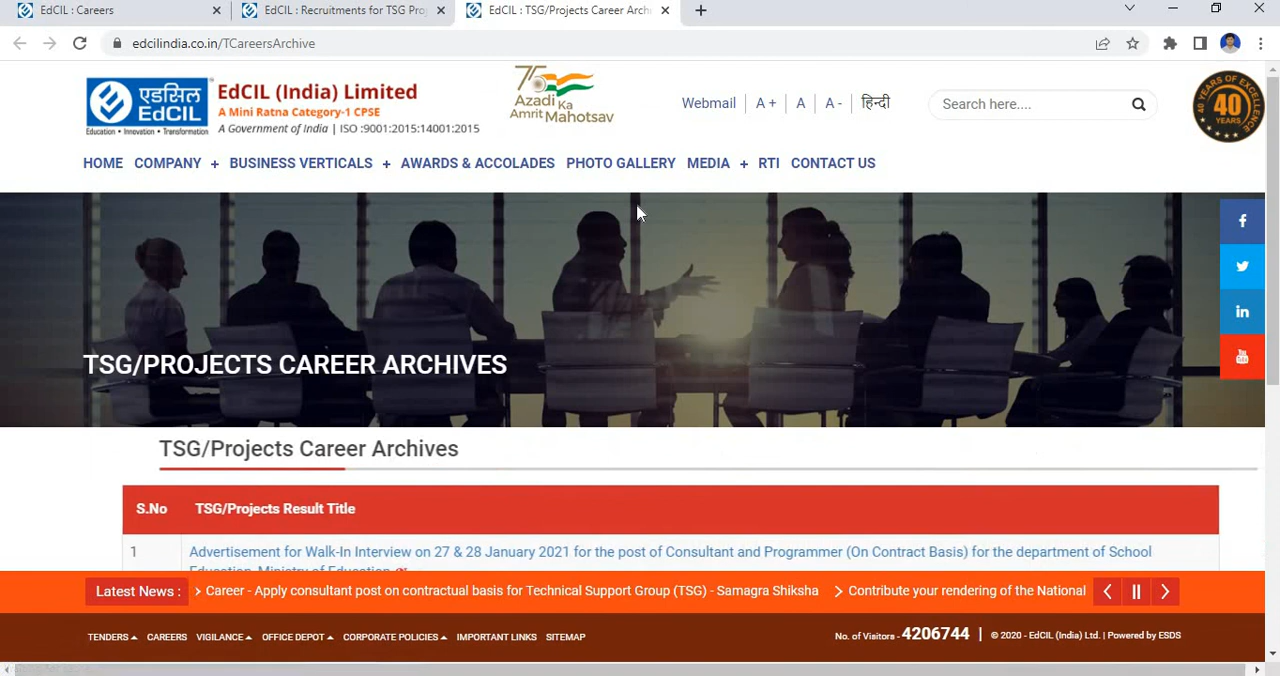 EdCIL : Careers
EdCIL : Recruitments for TSG Proj
EdCIL : TSG/Projects Career Arch
edcilindia.co.in/TCareersArchive
एडसिल
EdCIL
Education • Innovation • Transformation
EdCIL (India) Limited
A Mini Ratna Category-1 CPSE
A Government of India | ISO :9001:2015:14001:2015
75
Azadi Ka
Amrit Mahotsav
Webmail
A +
A
A -
हिन्दी
Search here....
40 YEARS OF EXCELLENCE
40
YEARS
HOME COMPANY + BUSINESS VERTICALS + AWARDS & ACCOLADES PHOTO GALLERY MEDIA + RTI CONTACT US
TSG/PROJECTS CAREER ARCHIVES
TSG/Projects Career Archives
S.No TSG/Projects Result Title
1 Advertisement for Walk-In Interview on 27 & 28 January 2021 for the post of Consultant and Programmer (On Contract Basis) for the department of School
Education, Ministry of Education
Latest News : Career - Apply consultant post on contractual basis for Technical Support Group (TSG) - Samagra Shiksha Contribute your rendering of the National
TENDERS CAREERS VIGILANCE OFFICE DEPOT CORPORATE POLICIES IMPORTANT LINKS SITEMAP
No. of Visitors - 4206744 | © 2020 - EdCIL (India) Ltd. | Powered by ESDS